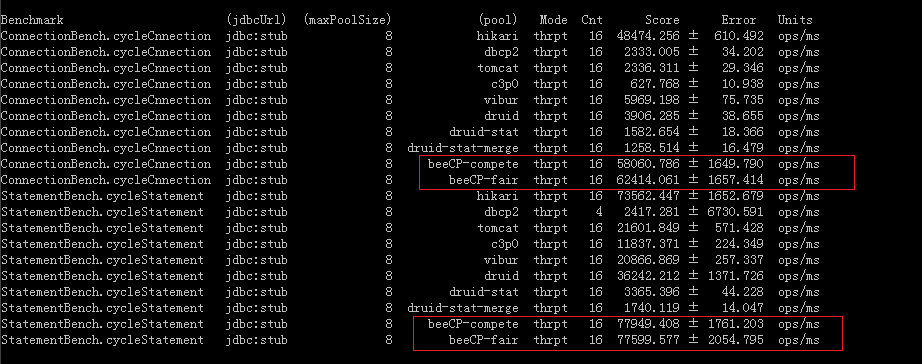 Benchmark (jdbcUrl) (maxPoolSize) (pool) Mode Cnt Score Error Units
ConnectionBench.cycleCnnection jdbc:stub 8 hikari thrpt 16 48474.256 ± 610.492 ops/ms
ConnectionBench.cycleCnnection jdbc:stub 8 dbcp2 thrpt 16 2333.005 ± 34.202 ops/ms
ConnectionBench.cycleCnnection jdbc:stub 8 tomcat thrpt 16 2336.311 ± 29.346 ops/ms
ConnectionBench.cycleCnnection jdbc:stub 8 c3p0 thrpt 16 627.768 ± 10.938 ops/ms
ConnectionBench.cycleCnnection jdbc:stub 8 vibur thrpt 16 5969.198 ± 75.735 ops/ms
ConnectionBench.cycleCnnection jdbc:stub 8 druid thrpt 16 3906.285 ± 38.655 ops/ms
ConnectionBench.cycleCnnection jdbc:stub 8 druid-stat thrpt 16 1582.654 ± 18.366 ops/ms
ConnectionBench.cycleCnnection jdbc:stub 8 druid-stat-merge thrpt 16 1258.514 ± 16.479 ops/ms
ConnectionBench.cycleCnnection jdbc:stub 8 beeCP-compete thrpt 16 58060.786 ± 1649.790 ops/ms
ConnectionBench.cycleCnnection jdbc:stub 8 beeCP-fair thrpt 16 62414.061 ± 1657.414 ops/ms
StatementBench.cycleStatement jdbc:stub 8 hikari thrpt 16 73562.447 ± 1652.679 ops/ms
StatementBench.cycleStatement jdbc:stub 8 dbcp2 thrpt 4 2417.281 ± 6730.591 ops/ms
StatementBench.cycleStatement jdbc:stub 8 tomcat thrpt 16 21601.849 ± 571.428 ops/ms
StatementBench.cycleStatement jdbc:stub 8 c3p0 thrpt 16 11837.371 ± 224.349 ops/ms
StatementBench.cycleStatement jdbc:stub 8 vibur thrpt 16 20866.869 ± 257.337 ops/ms
StatementBench.cycleStatement jdbc:stub 8 druid thrpt 16 36242.212 ± 1371.726 ops/ms
StatementBench.cycleStatement jdbc:stub 8 druid-stat thrpt 16 3365.396 ± 44.228 ops/ms
StatementBench.cycleStatement jdbc:stub 8 druid-stat-merge thrpt 16 1740.119 ± 14.047 ops/ms
StatementBench.cycleStatement jdbc:stub 8 beeCP-compete thrpt 16 77949.408 ± 1761.203 ops/ms
StatementBench.cycleStatement jdbc:stub 8 beeCP-fair thrpt 16 77599.577 ± 2054.795 ops/ms